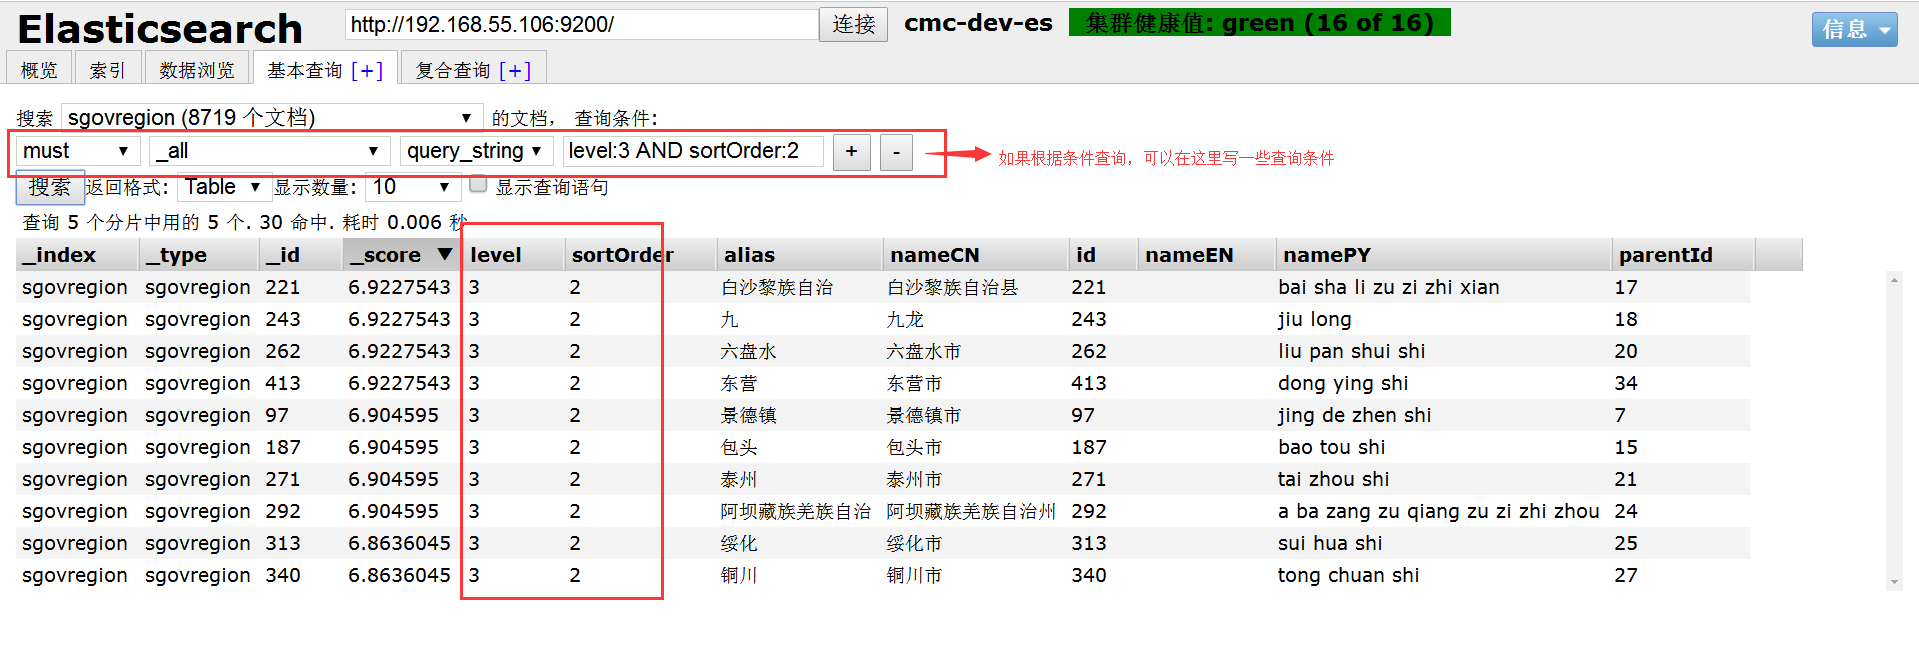 Elasticsearch http://192.168.55.106:9200/ 连接 cmc-dev-es 集群健康值: green (16 of 16) 信息
概览 索引 数据浏览 基本查询 [+] 复合查询 [+]
搜索 sgovregion (8719 个文档) 的文档, 查询条件:
must _all query_string level:3 AND sortOrder:2 + - 如果根据条件查询，可以在这里写一些查询条件
搜索 返回格式: Table 显示数量: 10 显示查询语句
查询 5 个分片中用的 5 个. 30 命中. 耗时 0.006 秒
_index _type _id _score level sortOrder alias nameCN id nameEN namePY parentId
sgovregion sgovregion 221 6.9227543 3 2 白沙黎族自治 白沙黎族自治县 221 bai sha li zu zi zhi xian 17
sgovregion sgovregion 243 6.9227543 3 2 九 九龙 243 jiu long 18
sgovregion sgovregion 262 6.9227543 3 2 六盘水 六盘水市 262 liu pan shui shi 20
sgovregion sgovregion 413 6.9227543 3 2 东营 东营市 413 dong ying shi 34
sgovregion sgovregion 97 6.904595 3 2 景德镇 景德镇市 97 jing de zhen shi 7
sgovregion sgovregion 187 6.904595 3 2 包头 包头市 187 bao tou shi 15
sgovregion sgovregion 271 6.904595 3 2 泰州 泰州市 271 tai zhou shi 21
sgovregion sgovregion 292 6.904595 3 2 阿坝藏族羌族自治 阿坝藏族羌族自治州 292 a ba zang zu qiang zu zi zhi zhou 24
sgovregion sgovregion 313 6.8636045 3 2 绥化 绥化市 313 sui hua shi 25
sgovregion sgovregion 340 6.8636045 3 2 铜川 铜川市 340 tong chuan shi 27